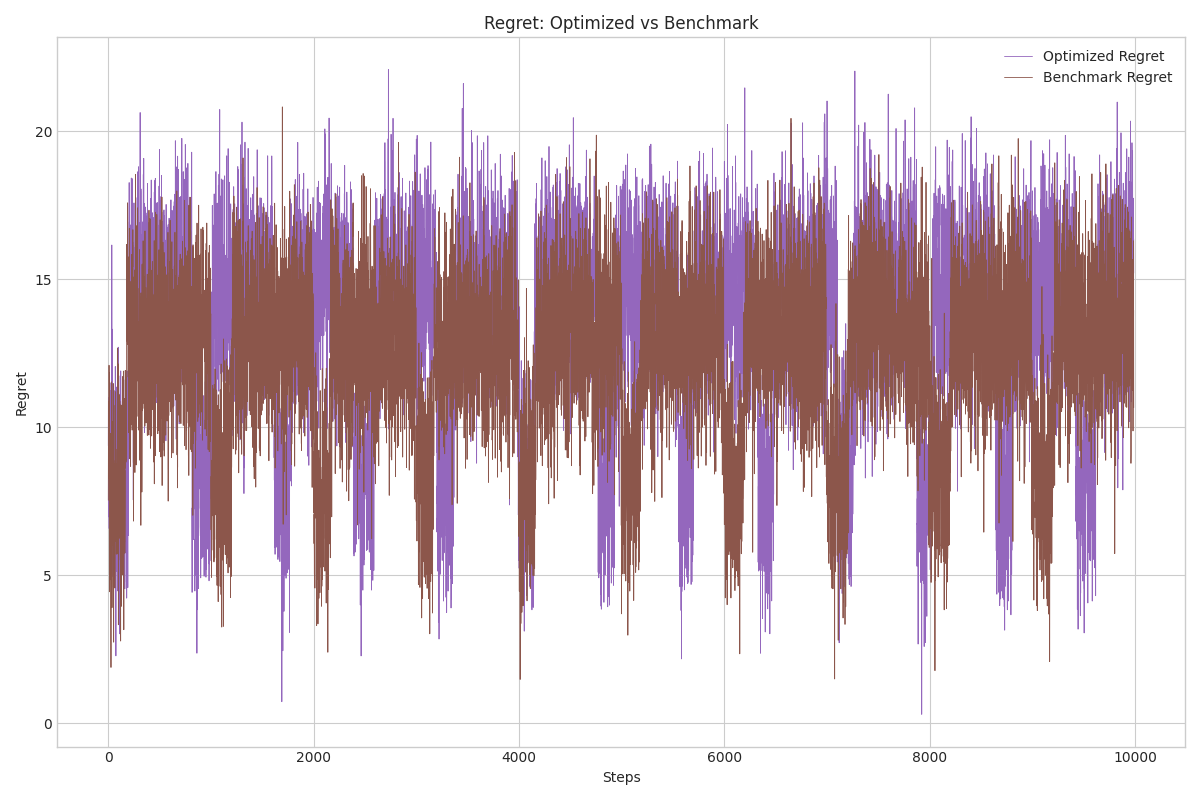 Regret: Optimized vs Benchmark
Optimized Regret
Benchmark Regret
20
15
10
5
0
Regret
0 2000 4000 6000 8000 10000
Steps